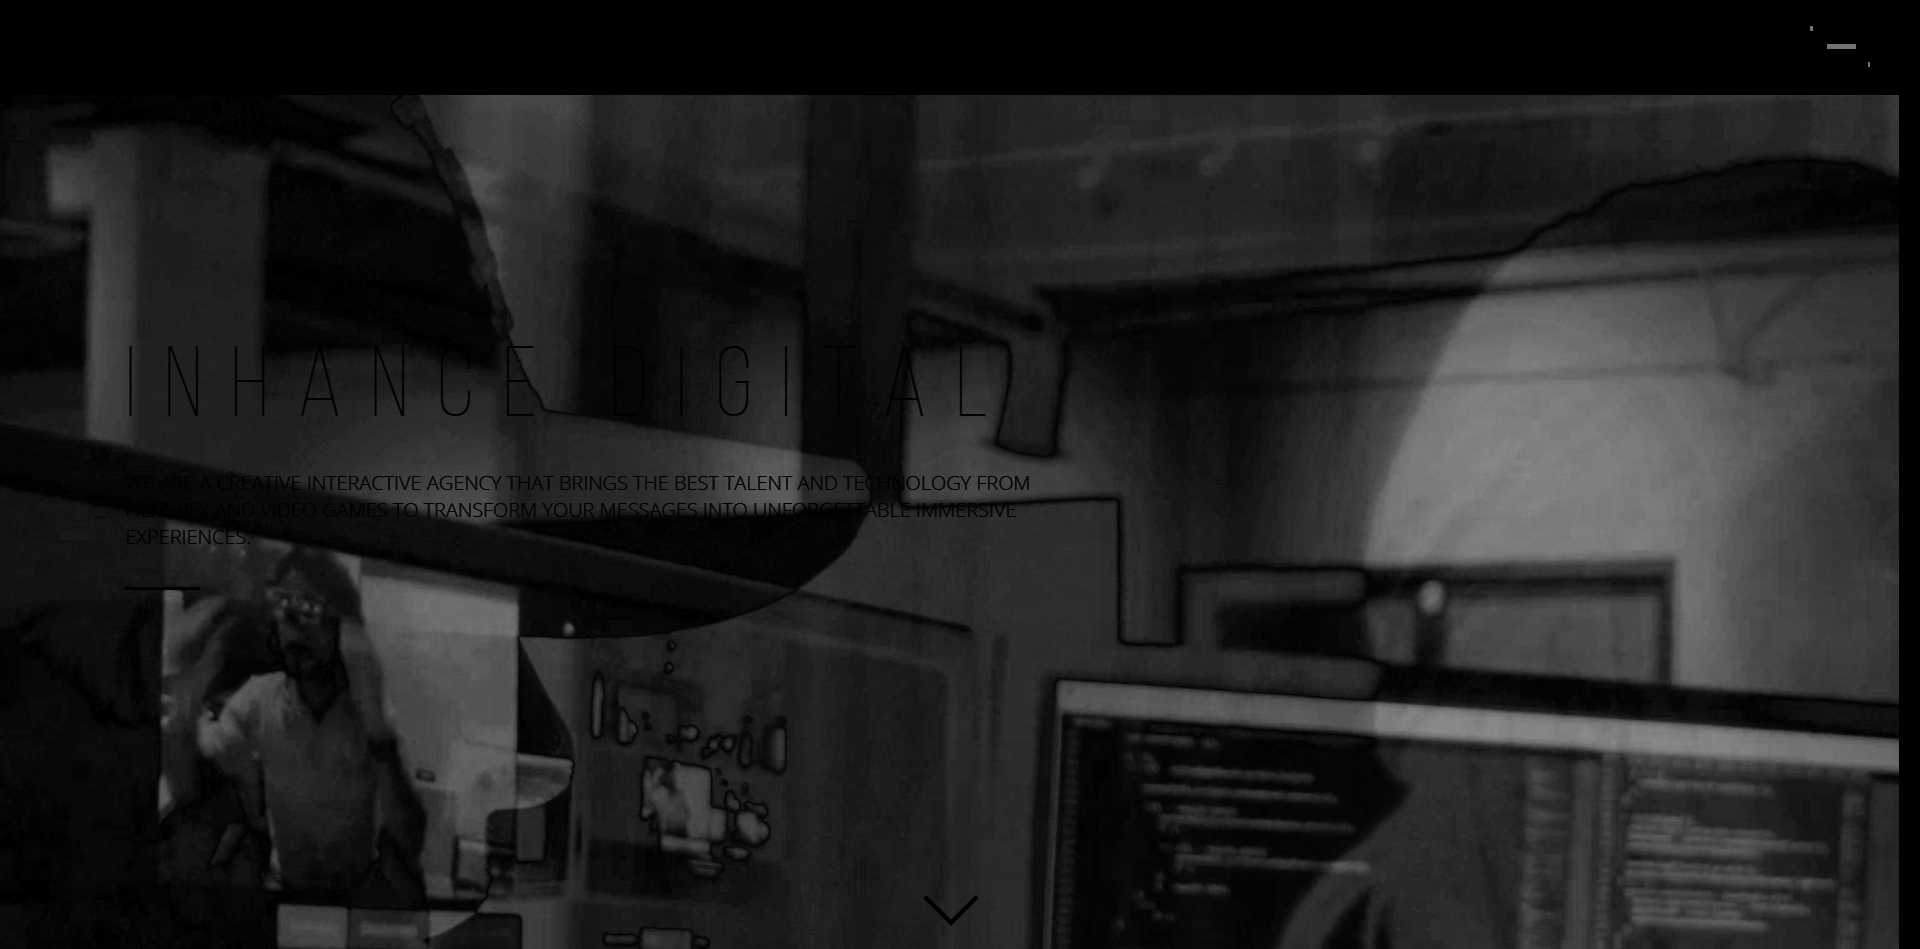 INHANCE DIGITAL
WE ARE A CREATIVE INTERACTIVE AGENCY THAT BRINGS THE BEST TALENT AND TECHNOLOGY FROM
FILM, VFX AND VIDEO GAMES TO TRANSFORM YOUR MESSAGES INTO UNFORGETTABLE IMMERSIVE
EXPERIENCES.